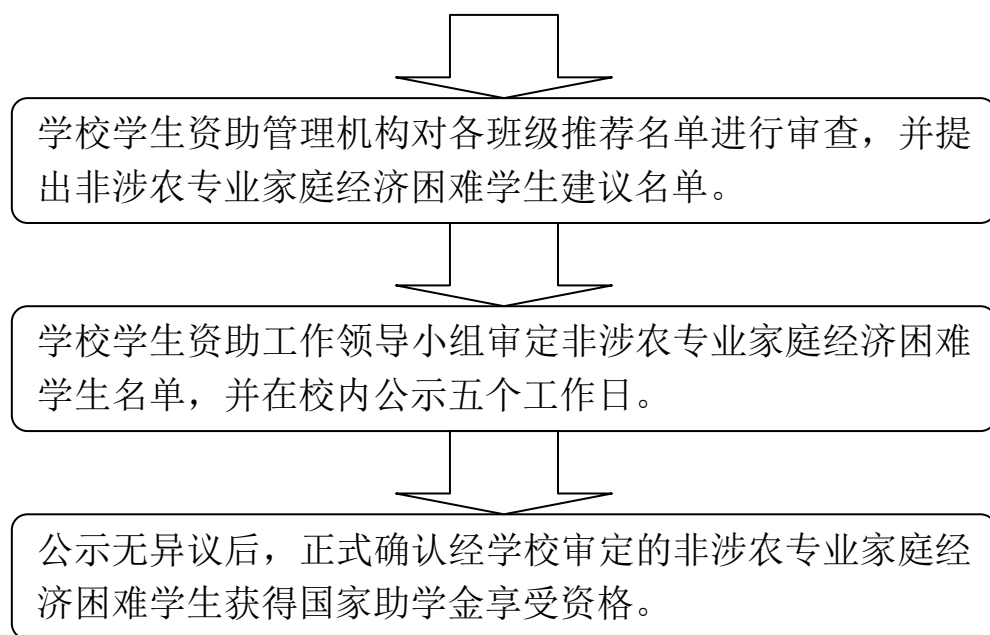 学校学生资助管理机构对各班级推荐名单进行审查，并提
出非涉农专业家庭经济困难学生建议名单。
学校学生资助工作领导小组审定非涉农专业家庭经济困难
学生名单，并在校内公示五个工作日。
公示无异议后，正式确认经学校审定的非涉农专业家庭经
济困难学生获得国家助学金享受资格。